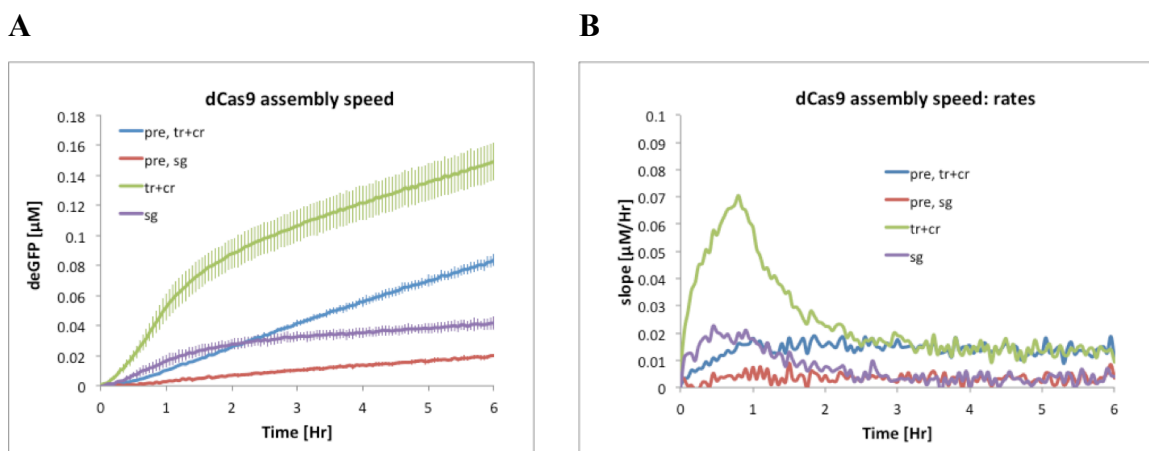 A
B
dCas9 assembly speed
deGFP [μM]
0.18
0.16
0.14
0.12
0.1
0.08
0.06
0.04
0.02
0
pre, tr+cr
pre, sg
tr+cr
sg
0 1 2 3 4 5 6
Time [Hr]
dCas9 assembly speed: rates
slope [μM/Hr]
0.1
0.09
0.08
0.07
0.06
0.05
0.04
0.03
0.02
0.01
0
pre, tr+cr
pre, sg
tr+cr
sg
0 1 2 3 4 5 6
Time [Hr]